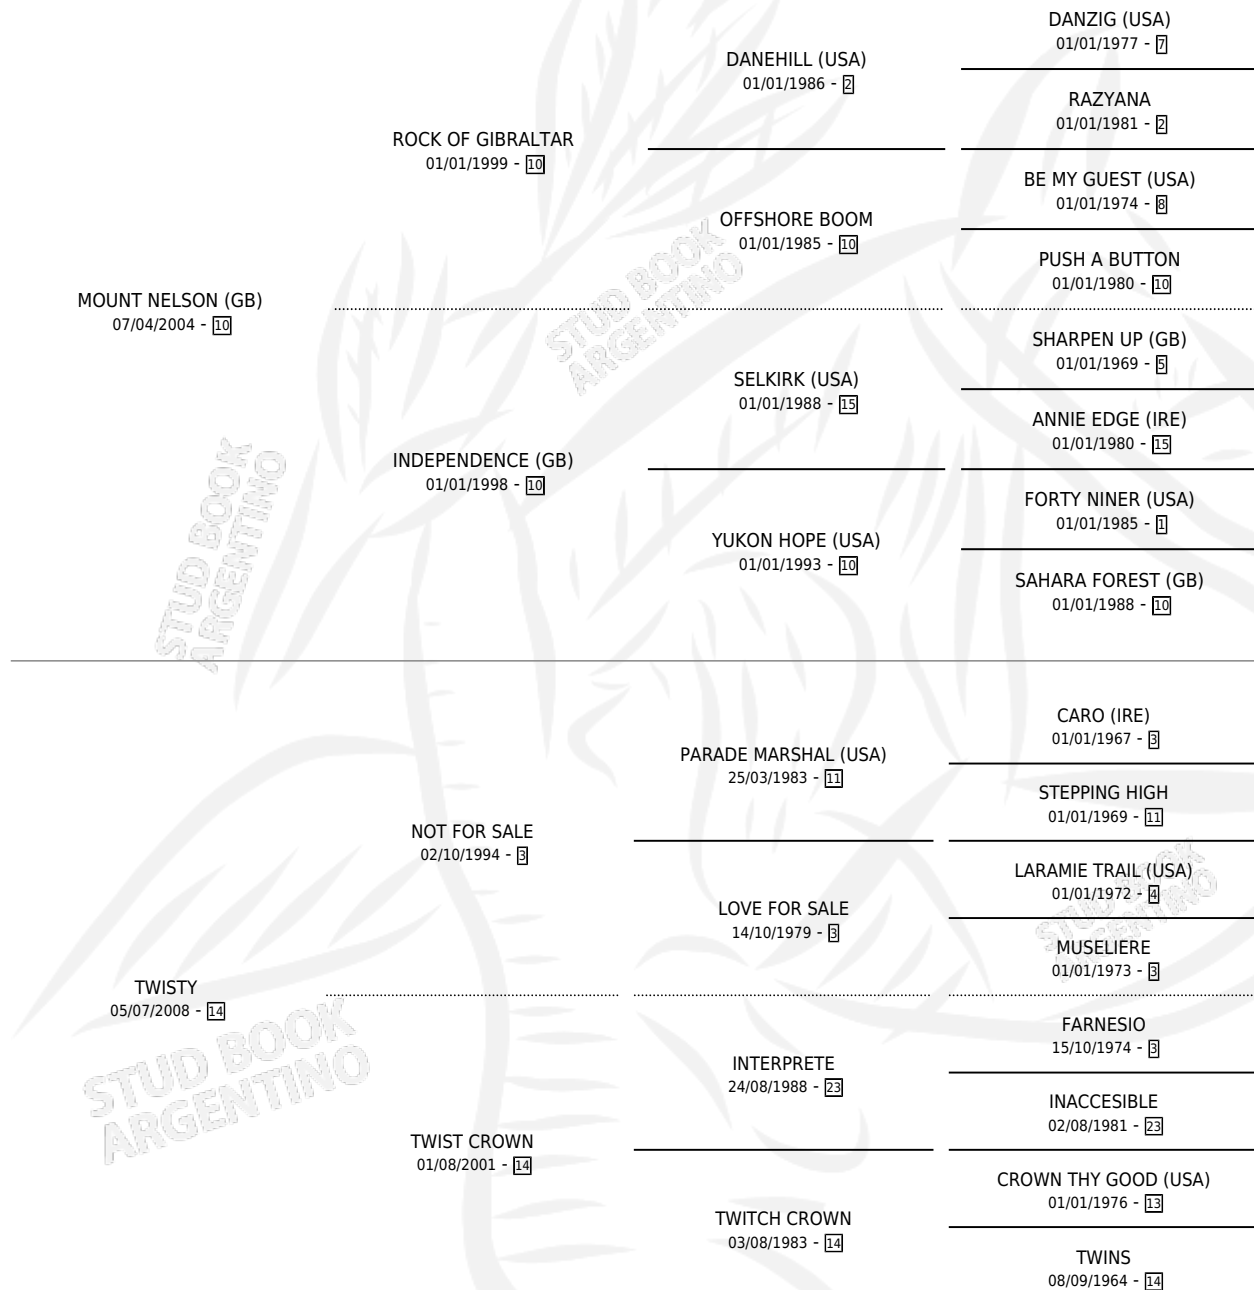 MOUNT NELSON (GB)
07/04/2004 - 10
ROCK OF GIBRALTAR
01/01/1999 - 10
DANEHILL (USA)
01/01/1986 - 2
DANZIG (USA)
01/01/1977 - 7
RAZYANA
01/01/1981 - 2
OFFSHORE BOOM
01/01/1985 - 10
BE MY GUEST (USA)
01/01/1974 - 8
PUSH A BUTTON
01/01/1980 - 10
INDEPENDENCE (GB)
01/01/1998 - 10
SELKIRK (USA)
01/01/1988 - 15
SHARPEN UP (GB)
01/01/1969 - 5
ANNIE EDGE (IRE)
01/01/1980 - 15
YUKON HOPE (USA)
01/01/1993 - 10
FORTY NINER (USA)
01/01/1985 - 1
SAHARA FOREST (GB)
01/01/1988 - 10
TWISTY
05/07/2008 - 14
NOT FOR SALE
02/10/1994 - 3
PARADE MARSHAL (USA)
25/03/1983 - 11
CARO (IRE)
01/01/1967 - 3
STEPPING HIGH
01/01/1969 - 11
LOVE FOR SALE
14/10/1979 - 3
LARAMIE TRAIL (USA)
01/01/1972 - 4
MUSELIERE
01/01/1973 - 3
TWIST CROWN
01/08/2001 - 14
INTERPRETE
24/08/1988 - 23
FARNESIO
15/10/1974 - 3
INACCESIBLE
02/08/1981 - 23
TWITCH CROWN
03/08/1983 - 14
CROWN THY GOOD (USA)
01/01/1976 - 13
TWINS
08/09/1964 - 14
STUD BOOK
ARGENTINO
STUD BOOK
ARGENTINO
STUD BOOK
ARGENTINO
STUD BOOK
ARGENTINO